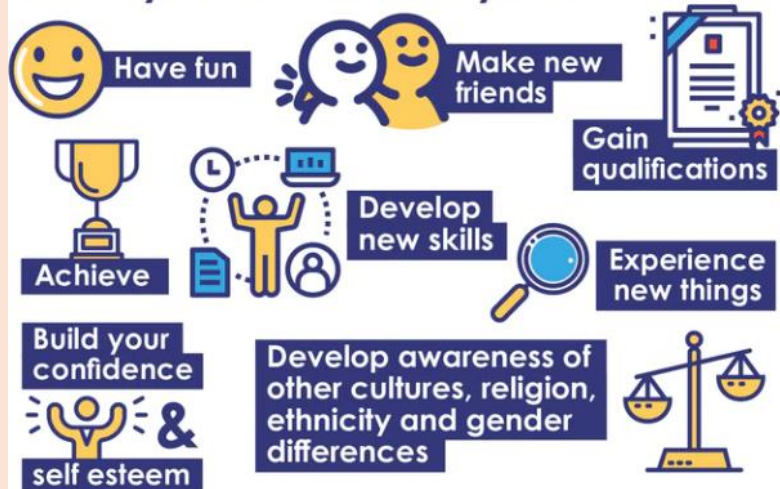 Have fun
Make new
friends
Gain
qualifications
Achieve
Develop
new skills
Experience
new things
Build your
confidence
&
self esteem
Develop awareness of
other cultures, religion,
ethnicity and gender
differences